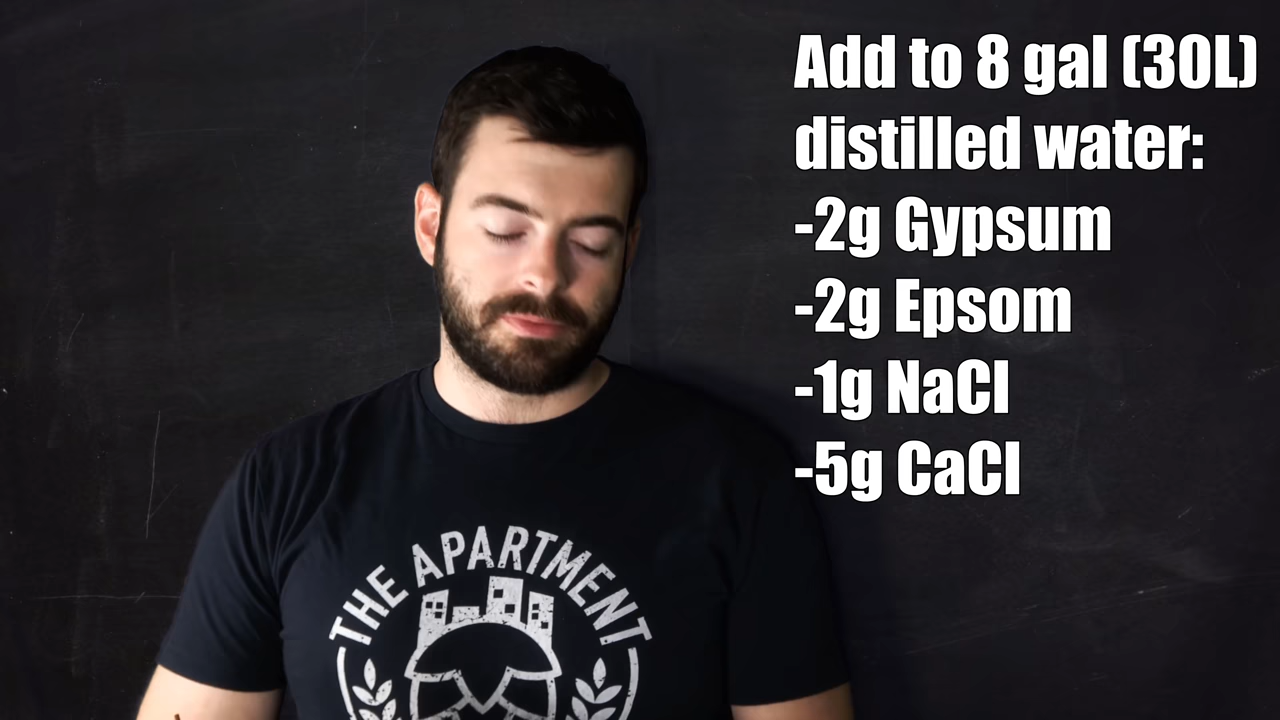 Add to 8 gal (30L)
distilled water:
-2g Gypsum
-2g Epsom
-1g NaCl
-5g CaCl
THE APARTMENT